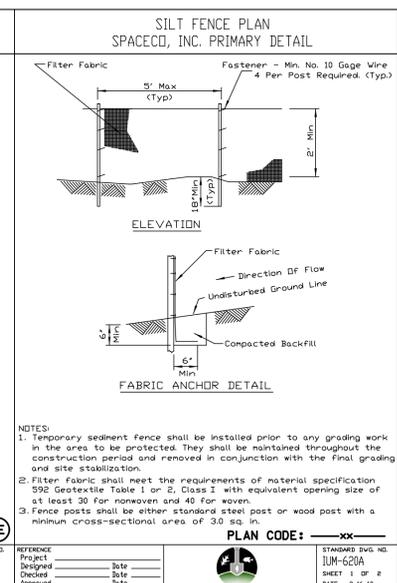 SILT FENCE PLAN
SPACECO, INC. PRIMARY DETAIL
Filter Fabric
Fastener - Min. No. 10 Gage Wire
4 Per Post Required. (Typ.)
5' Max
(Typ)
2' Min
18" Min
(Typ)
ELEVATION
Filter Fabric
Direction Of Flow
Undisturbed Ground Line
6"
Min
Compacted Backfill
6"
Min
FABRIC ANCHOR DETAIL
NOTES:
1. Temporary sediment fence shall be installed prior to any grading work
in the area to be protected. They shall be maintained throughout the
construction period and removed in conjunction with the final grading
and site stabilization.
2. Filter fabric shall meet the requirements of material specification
592 Geotextile Table 1 or 2, Class I with equivalent opening size of
at least 30 for nonwoven and 40 for woven.
3. Fence posts shall be either standard steel post or wood post with a
minimum cross-sectional area of 3.0 sq. in.
PLAN CODE: —xx—
REFERENCE
Project
Designed Date
Checked Date
Approved Date
STANDARD DWG. NO.
IUM-620A
SHEET 1 OF 2
DATE